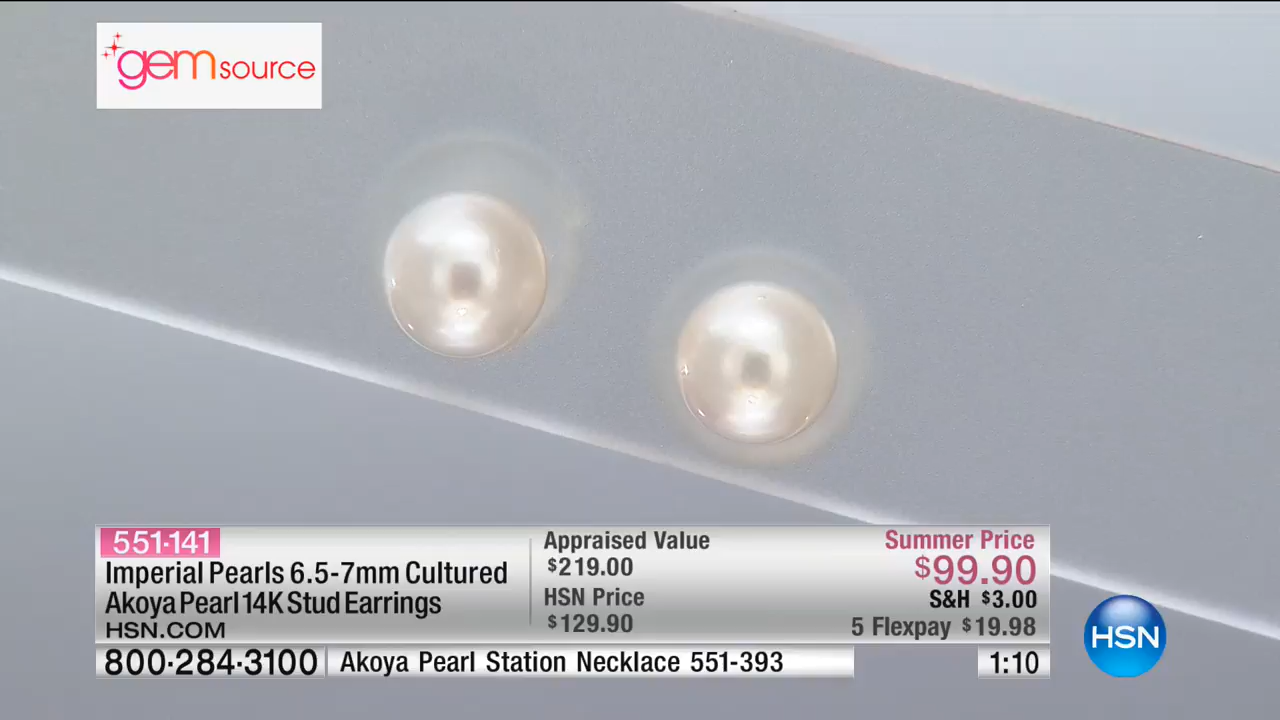 gem source
551·141
Imperial Pearls 6.5-7mm Cultured
Akoya Pearl 14K Stud Earrings
HSN.COM
Appraised Value
$219.00
HSN Price
$129.90
Summer Price
$99.90
S&H $3.00
5 Flexpay $19.98
800·284·3100
Akoya Pearl Station Necklace 551-393
1:10
HSN